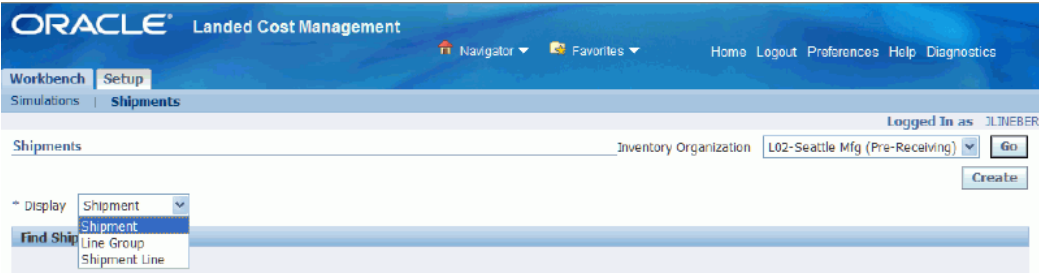 ORACLE® Landed Cost Management
Navigator Favorites Home Logout Preferences Help Diagnostics
Workbench Setup
Simulations | Shipments
Logged In as JLINEBER
Shipments Inventory Organization L02-Seattle Mfg (Pre-Receiving) Go
Create
* Display Shipment
Shipment
Find Ship
Line Group
Shipment Line